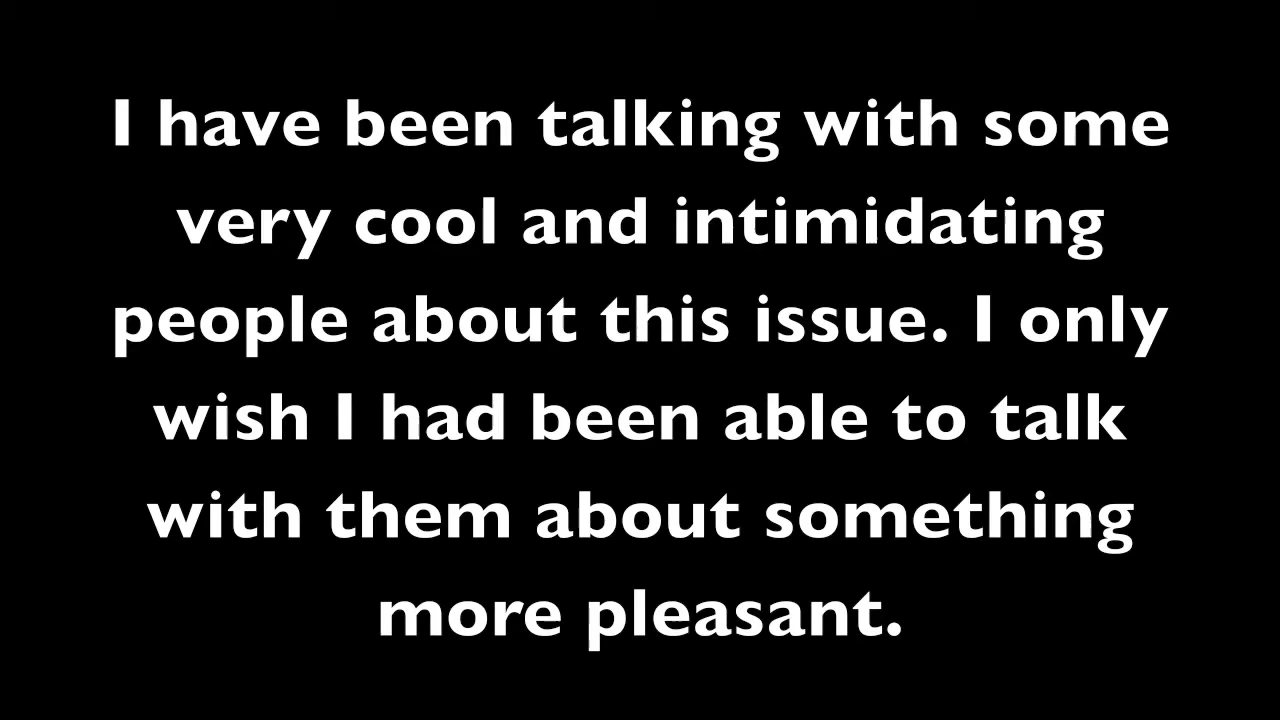 I have been talking with some
very cool and intimidating
people about this issue. I only
wish I had been able to talk
with them about something
more pleasant.